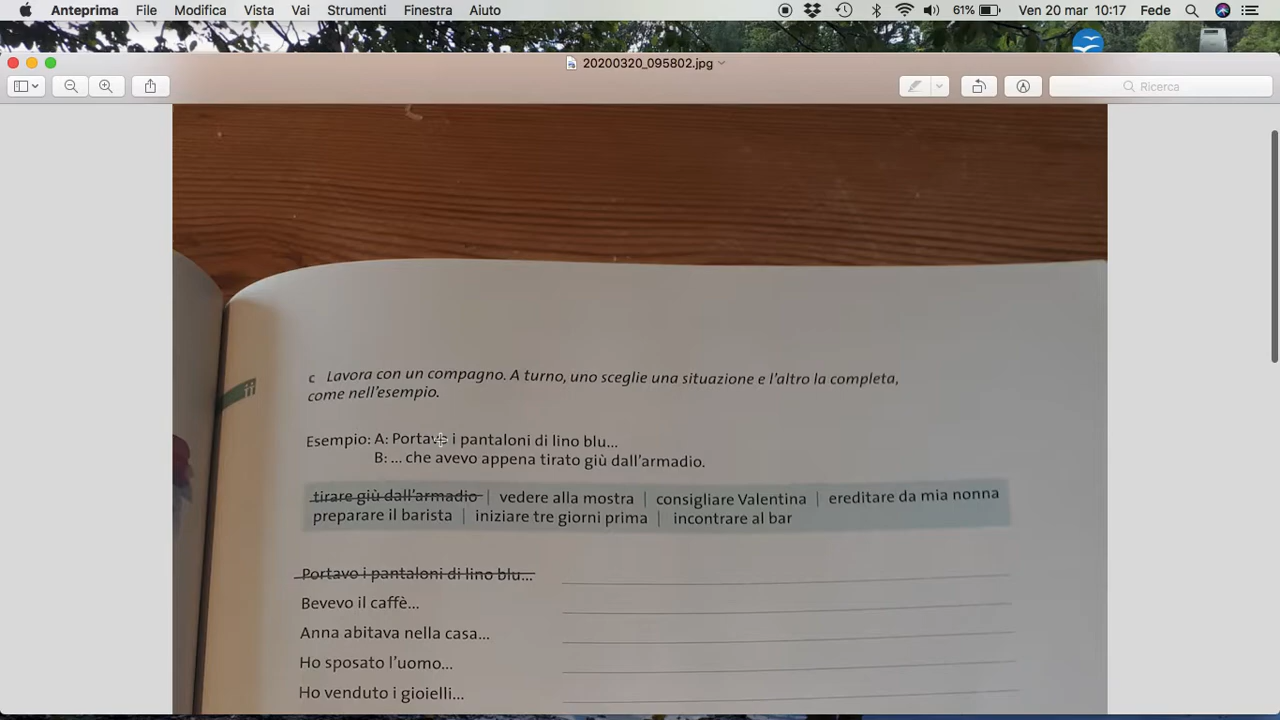 Anteprima File Modifica Vista Vai Strumenti Finestra Aiuto 61% Ven 20 mar 10:17 Fede
20200320_095802.jpg
Ricerca
c Lavora con un compagno. A turno, uno sceglie una situazione e l'altro la completa,
come nell'esempio.
Esempio: A: Portavo i pantaloni di lino blu...
B: ... che avevo appena tirato giù dall'armadio.
tirare giù dall'armadio | vedere alla mostra | consigliare Valentina | ereditare da mia nonna
preparare il barista | iniziare tre giorni prima | incontrare al bar
Portavo i pantaloni di lino blu...
Bevevo il caffè...
Anna abitava nella casa...
Ho sposato l'uomo...
Ho venduto i gioielli...